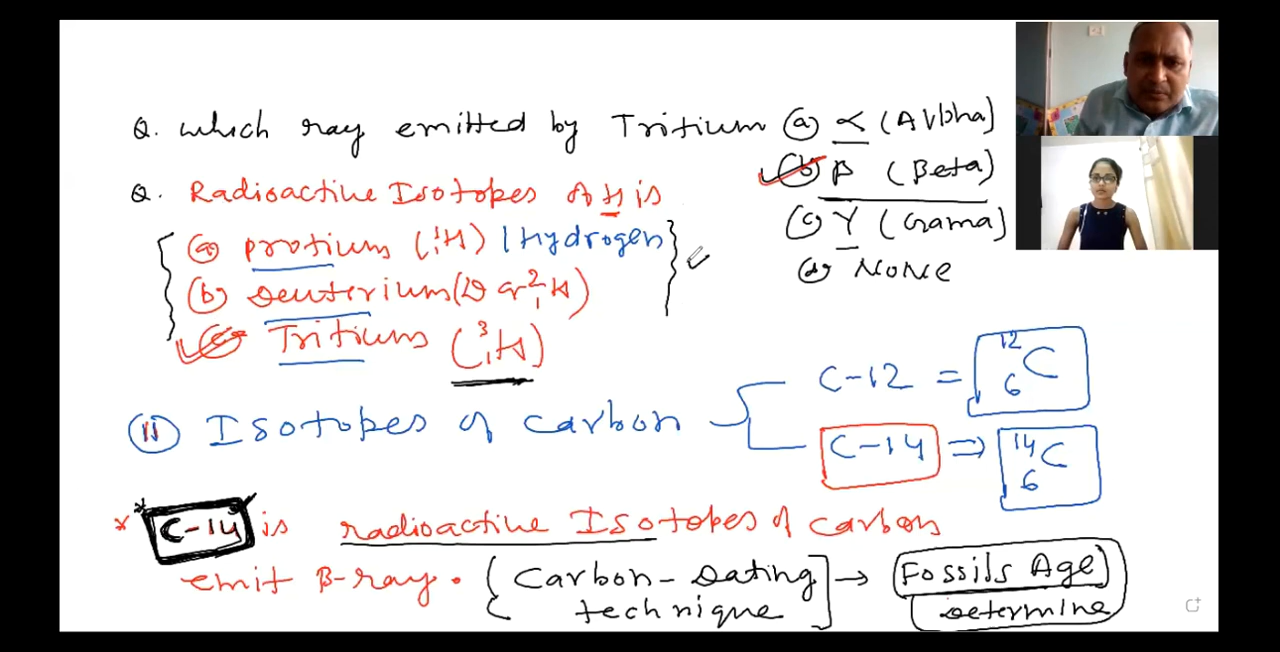 Q. which ray emitted by Tritium (a) α (Alpha)
(b) β (Beta)
(c) γ (Gama)
(d) NONE
Q. Radioactive Isotopes of H is
(a) protium (¹₁H) / Hydrogen
(b) Deuterium (D or ²₁H)
(c) Tritium (³₁H)
(11) Isotopes of carbon
C-12 = ¹²₆C
C-14 ⇒ ¹⁴₆C
* C-14 is radioactive Isotopes of carbon
emit β-ray. { Carbon-Dating technique ] → Fossils Age
Determine